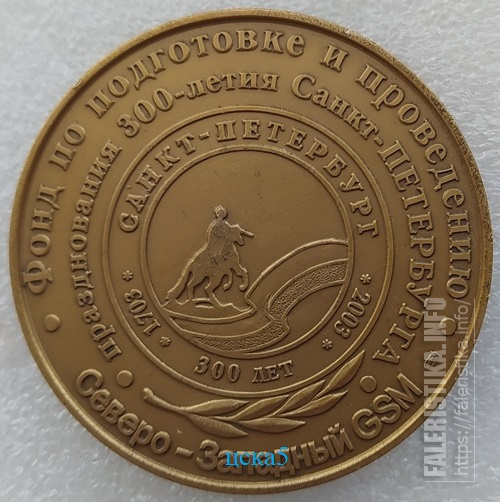 • Фонд по подготовке и проведению •
празднования 300-летия Санкт-ПЕТЕРБУРГА
САНКТ-ПЕТЕРБУРГ
* 1703
2003 *
300 ЛЕТ
Северо-Западный GSM
цска5
FALERISTIKA.INFO
https://faleristika.info